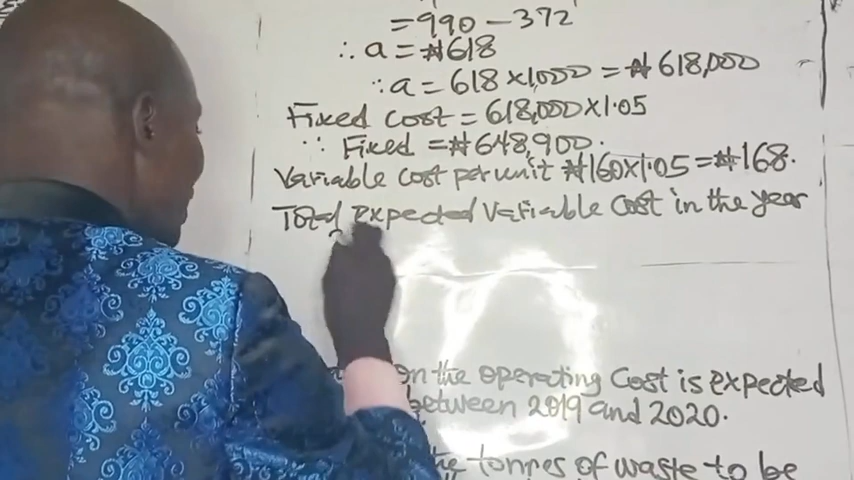 = 990 - 372
∴ a = ₦618
∴ a = 618 × 1,000 = ₦618,000
Fixed cost = 618,000 × 1.05
∵ Fixed = ₦648,900.
Variable cost per unit ₦160 × 1.05 = ₦168.
Total expected Variable Cost in the year
on the operating Cost is expected
between 2019 and 2020.
the tonnes of waste to be